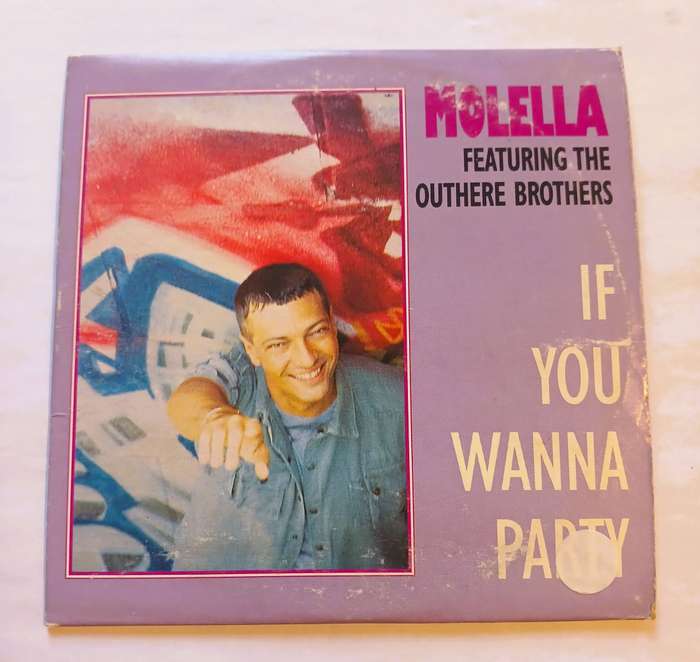 MOLELLA
FEATURING THE
OUTHERE BROTHERS
IF
YOU
WANNA
PARTY